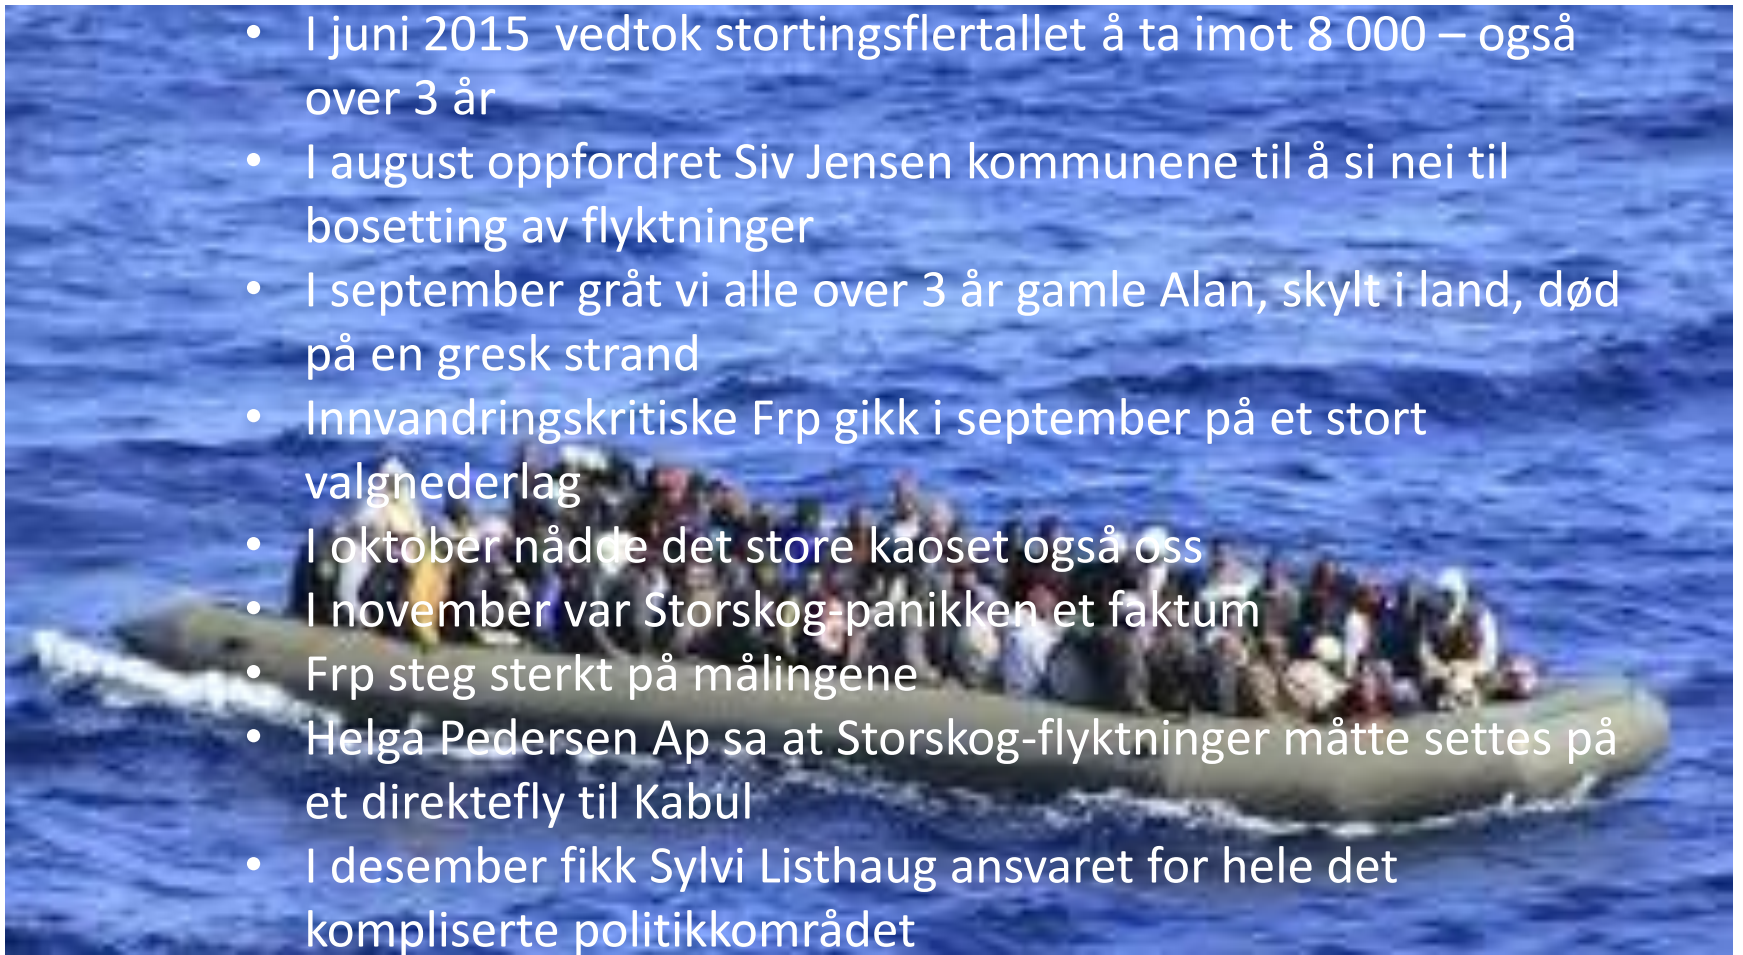 • I juni 2015 vedtok stortingsflertallet å ta imot 8 000 – også
over 3 år
• I august oppfordret Siv Jensen kommunene til å si nei til
bosetting av flyktninger
• I september gråt vi alle over 3 år gamle Alan, skylt i land, død
på en gresk strand
• Innvandringskritiske Frp gikk i september på et stort
valgnederlag
• I oktober nådde det store kaoset også oss
• I november var Storskog-panikken et faktum
• Frp steg sterkt på målingene
• Helga Pedersen Ap sa at Storskog-flyktninger måtte settes på
et direktefly til Kabul
• I desember fikk Sylvi Listhaug ansvaret for hele det
kompliserte politikkområdet